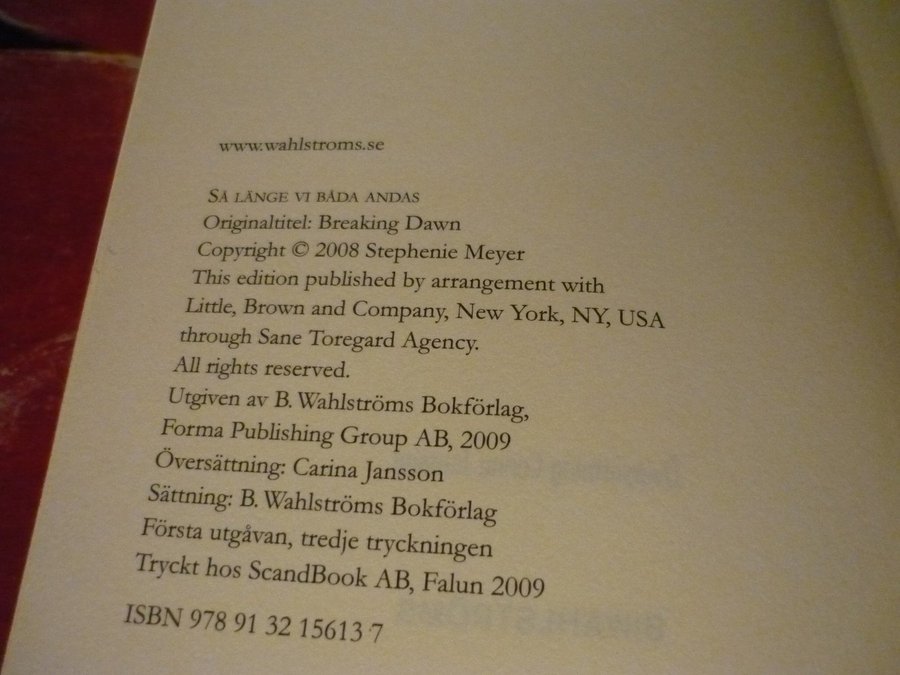 www.wahlstroms.se
SÅ LÄNGE VI BÅDA ANDAS
Originaltitel: Breaking Dawn
Copyright © 2008 Stephenie Meyer
This edition published by arrangement with
Little, Brown and Company, New York, NY, USA
through Sane Toregard Agency.
All rights reserved.
Utgiven av B. Wahlströms Bokförlag,
Forma Publishing Group AB, 2009
Översättning: Carina Jansson
Sättning: B. Wahlströms Bokförlag
Första utgåvan, tredje tryckningen
Tryckt hos ScandBook AB, Falun 2009
ISBN 978 91 32 15613 7